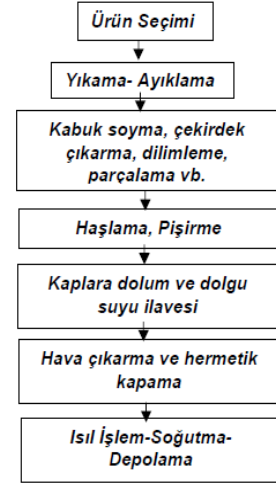 Ürün Seçimi
Yıkama- Ayıklama
Kabuk soyma, çekirdek
çıkarma, dilimleme,
parçalama vb.
Haşlama, Pişirme
Kaplara dolum ve dolgu
suyu ilavesi
Hava çıkarma ve hermetik
kapama
Isıl İşlem-Soğutma-
Depolama